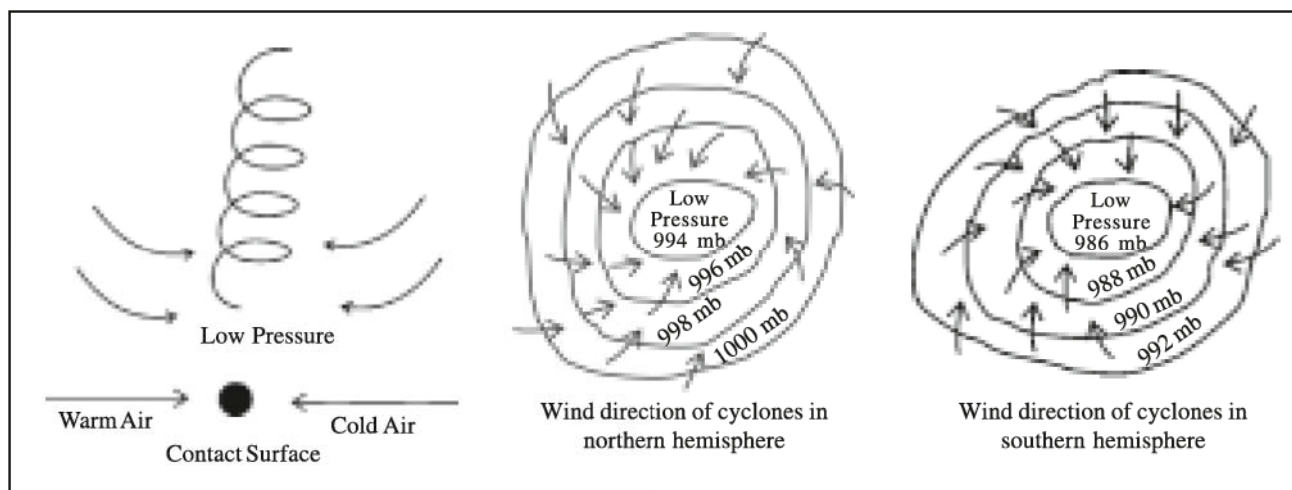 Low Pressure
Warm Air
Cold Air
Contact Surface
Low
Pressure
994 mb
996 mb
998 mb
1000 mb
Wind direction of cyclones in
northern hemisphere
Low
Pressure
986 mb
988 mb
990 mb
992 mb
Wind direction of cyclones in
southern hemisphere